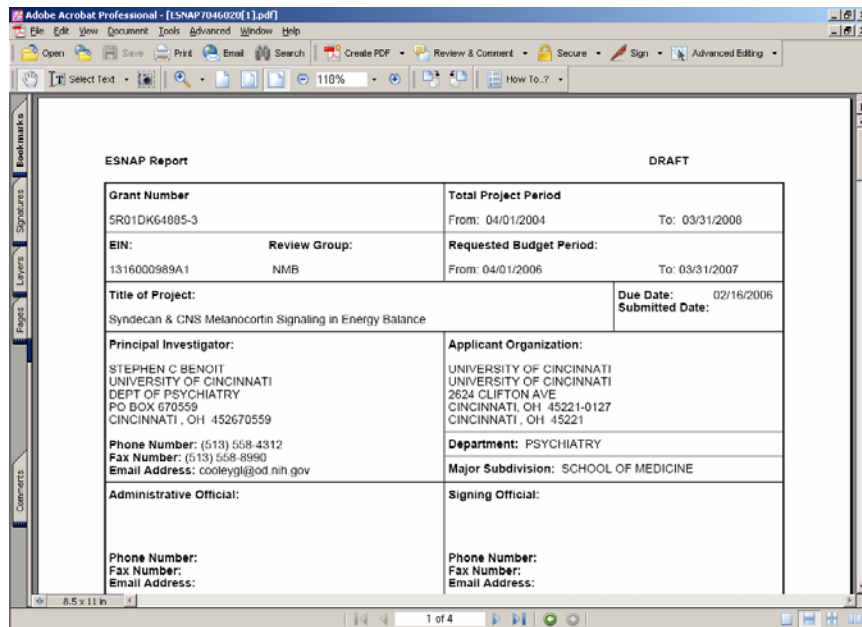 Adobe Acrobat Professional - [ESNAP7046020[1].pdf]
File Edit View Document Tools Advanced Window Help
Open Save Print Email Search Create PDF Review & Comment Secure Sign Advanced Editing
Select Text 118% How To..?
Bookmarks
Signatures
Layers
Pages
Comments
ESNAP Report DRAFT
Grant Number Total Project Period
5R01DK64885-3 From: 04/01/2004 To: 03/31/2008
EIN: Review Group: Requested Budget Period:
1316000989A1 NMB From: 04/01/2006 To: 03/31/2007
Title of Project: Due Date: 02/16/2006
Submitted Date:
Syndecan & CNS Melanocortin Signaling in Energy Balance
Principal Investigator: Applicant Organization:
STEPHEN C BENOIT UNIVERSITY OF CINCINNATI
UNIVERSITY OF CINCINNATI UNIVERSITY OF CINCINNATI
DEPT OF PSYCHIATRY 2624 CLIFTON AVE
PO BOX 670559 CINCINNATI, OH 45221-0127
CINCINNATI , OH 452670559 CINCINNATI , OH 45221
Phone Number: (513) 558-4312 Department: PSYCHIATRY
Fax Number: (513) 558-8990
Email Address: cooleygl@od.nih.gov Major Subdivision: SCHOOL OF MEDICINE
Administrative Official: Signing Official:
Phone Number: Phone Number:
Fax Number: Fax Number:
Email Address: Email Address:
8.5 x 11 in
1 of 4